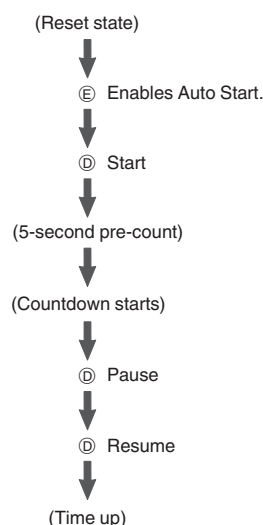 (Reset state)
Ⓔ Enables Auto Start.
Ⓓ Start
(5-second pre-count)
(Countdown starts)
Ⓓ Pause
Ⓓ Resume
(Time up)